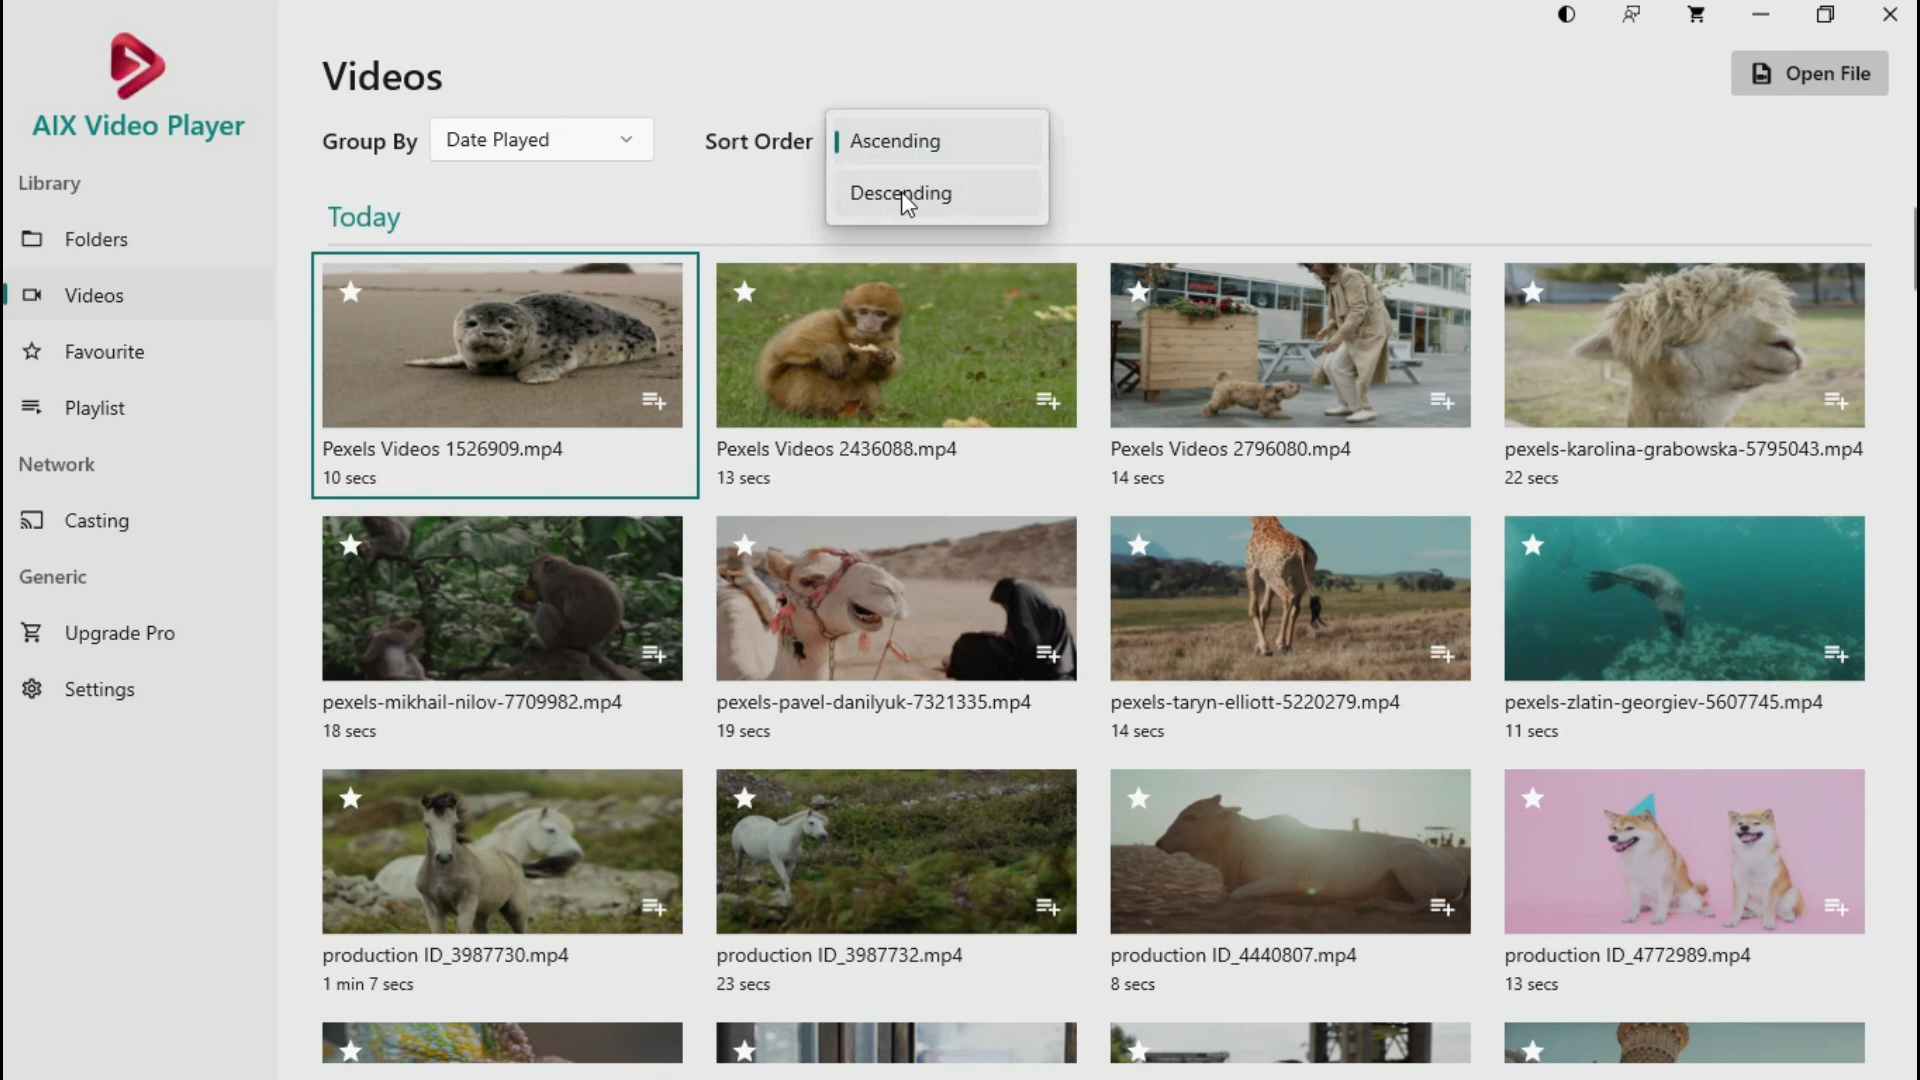 AIX Video Player
Library
Folders
Videos
Favourite
Playlist
Network
Casting
Generic
Upgrade Pro
Settings
Videos
Open File
Group By
Date Played
Sort Order
Ascending
Descending
Today
Pexels Videos 1526909.mp4
10 secs
Pexels Videos 2436088.mp4
13 secs
Pexels Videos 2796080.mp4
14 secs
pexels-karolina-grabowska-5795043.mp4
22 secs
pexels-mikhail-nilov-7709982.mp4
18 secs
pexels-pavel-danilyuk-7321335.mp4
19 secs
pexels-taryn-elliott-5220279.mp4
14 secs
pexels-zlatin-georgiev-5607745.mp4
11 secs
production ID_3987730.mp4
1 min 7 secs
production ID_3987732.mp4
23 secs
production ID_4440807.mp4
8 secs
production ID_4772989.mp4
13 secs